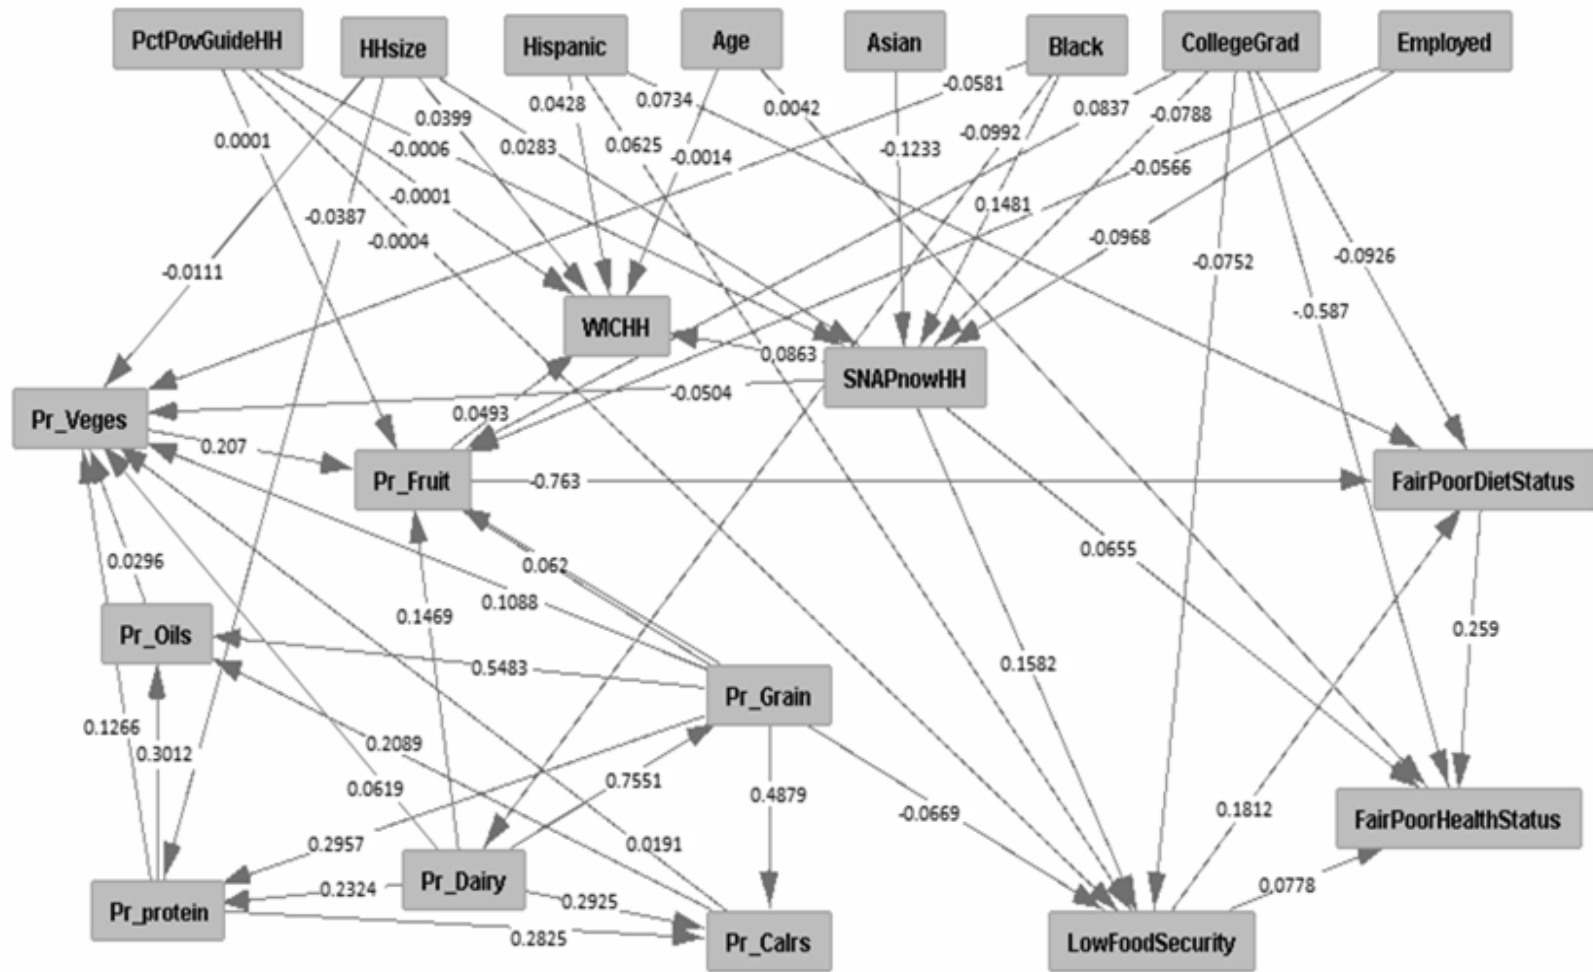 PctPovGuideHH
HHsize
Hispanic
Age
Asian
Black
CollegeGrad
Employed
-0.0581
0.0428
0.0734
0.0042
0.0837
-0.0788
0.0399
0.0001
-0.0006
0.0283
0.0625
-0.0992
-0.1233
-0.0014
-0.0566
-0.0001
0.1481
-0.0387
-0.0004
-0.0968
-0.0926
-0.0752
-0.0111
-.0587
WICHH
0.0863
SNAPnowHH
-0.0504
Pr_Veges
0.0493
0.207
Pr_Fruit
-0.763
FairPoorDietStatus
0.0296
0.062
0.0655
0.1088
0.1469
Pr_Oils
0.259
0.5483
0.1582
Pr_Grain
0.1266
0.3012
0.2089
0.7551
0.0619
0.4879
-0.0669
0.1812
FairPoorHealthStatus
0.2957
0.0191
Pr_Dairy
0.2324
0.0778
0.2925
Pr_protein
0.2825
Pr_Calrs
LowFoodSecurity